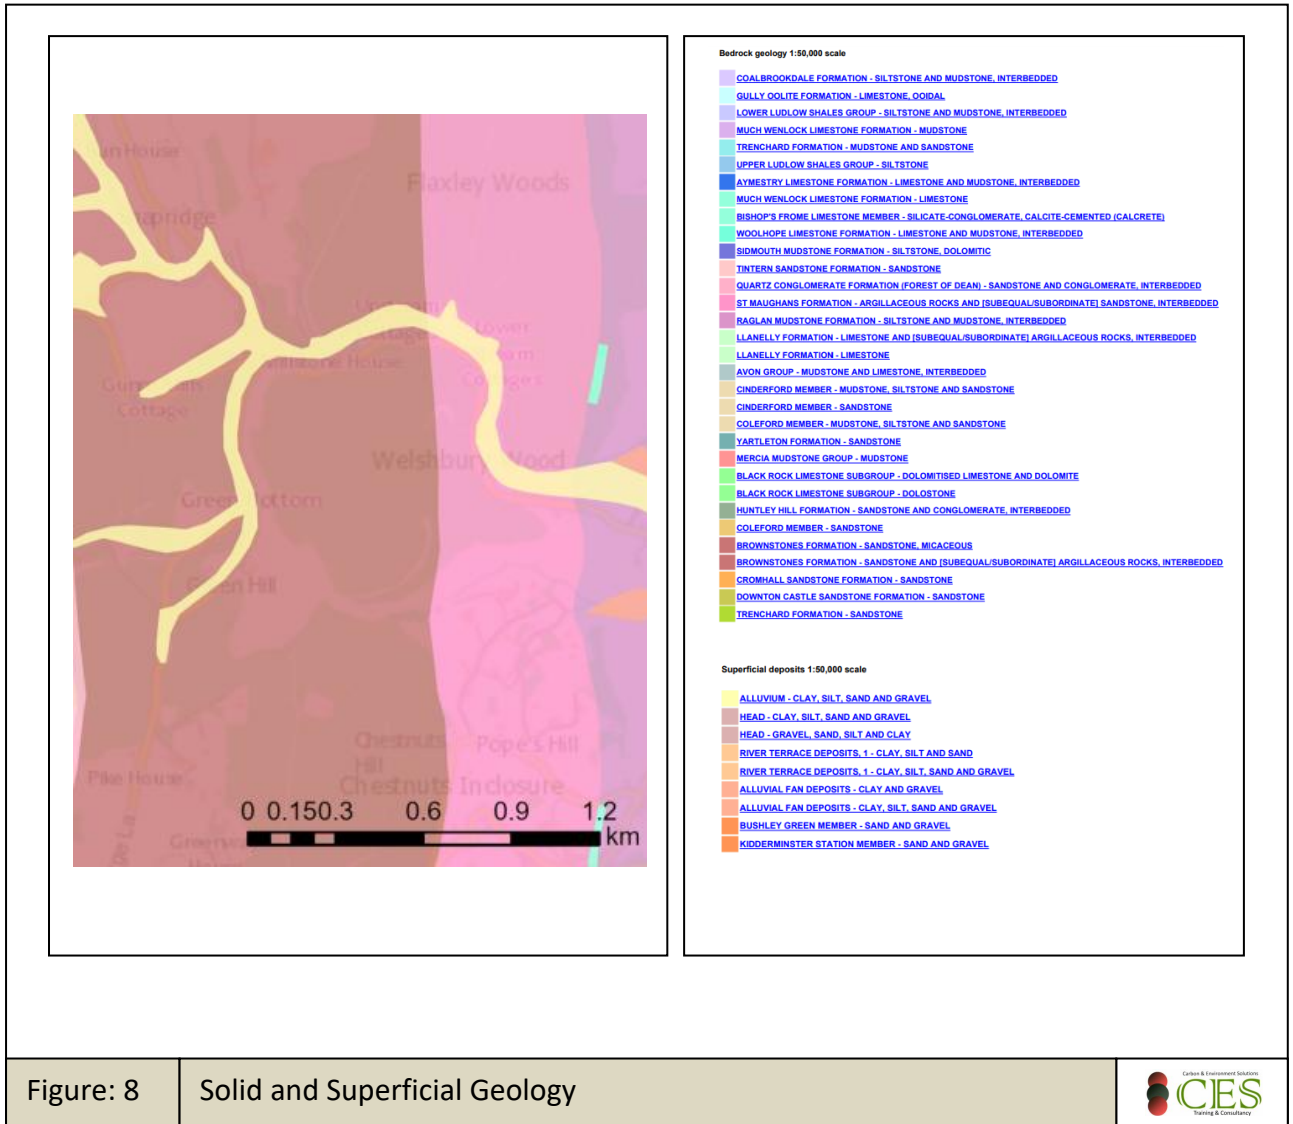 Flaxley Woods
Lower
Cottages
Millstone House
Cottage
Welshbury Wood
Green Bottom
Green Hill
Chestnuts
Hill
Pope's Hill
Pike House
Chestnuts Inclosure
0 0.150.3 0.6 0.9 1.2
km
Bedrock geology 1:50,000 scale
COALBROOKDALE FORMATION - SILTSTONE AND MUDSTONE, INTERBEDDED
GULLY OOLITE FORMATION - LIMESTONE, OOIDAL
LOWER LUDLOW SHALES GROUP - SILTSTONE AND MUDSTONE, INTERBEDDED
MUCH WENLOCK LIMESTONE FORMATION - MUDSTONE
TRENCHARD FORMATION - MUDSTONE AND SANDSTONE
UPPER LUDLOW SHALES GROUP - SILTSTONE
AYMESTRY LIMESTONE FORMATION - LIMESTONE AND MUDSTONE, INTERBEDDED
MUCH WENLOCK LIMESTONE FORMATION - LIMESTONE
BISHOP'S FROME LIMESTONE MEMBER - SILICATE-CONGLOMERATE, CALCITE-CEMENTED (CALCRETE)
WOOLHOPE LIMESTONE FORMATION - LIMESTONE AND MUDSTONE, INTERBEDDED
SIDMOUTH MUDSTONE FORMATION - SILTSTONE, DOLOMITIC
TINTERN SANDSTONE FORMATION - SANDSTONE
QUARTZ CONGLOMERATE FORMATION (FOREST OF DEAN) - SANDSTONE AND CONGLOMERATE, INTERBEDDED
ST MAUGHANS FORMATION - ARGILLACEOUS ROCKS AND [SUBEQUAL/SUBORDINATE] SANDSTONE, INTERBEDDED
RAGLAN MUDSTONE FORMATION - SILTSTONE AND MUDSTONE, INTERBEDDED
LLANELLY FORMATION - LIMESTONE AND [SUBEQUAL/SUBORDINATE] ARGILLACEOUS ROCKS, INTERBEDDED
LLANELLY FORMATION - LIMESTONE
AVON GROUP - MUDSTONE AND LIMESTONE, INTERBEDDED
CINDERFORD MEMBER - MUDSTONE, SILTSTONE AND SANDSTONE
CINDERFORD MEMBER - SANDSTONE
COLEFORD MEMBER - MUDSTONE, SILTSTONE AND SANDSTONE
YARTLETON FORMATION - SANDSTONE
MERCIA MUDSTONE GROUP - MUDSTONE
BLACK ROCK LIMESTONE SUBGROUP - DOLOMITISED LIMESTONE AND DOLOMITE
BLACK ROCK LIMESTONE SUBGROUP - DOLOSTONE
HUNTLEY HILL FORMATION - SANDSTONE AND CONGLOMERATE, INTERBEDDED
COLEFORD MEMBER - SANDSTONE
BROWNSTONES FORMATION - SANDSTONE, MICACEOUS
BROWNSTONES FORMATION - SANDSTONE AND [SUBEQUAL/SUBORDINATE] ARGILLACEOUS ROCKS, INTERBEDDED
CROMHALL SANDSTONE FORMATION - SANDSTONE
DOWNTON CASTLE SANDSTONE FORMATION - SANDSTONE
TRENCHARD FORMATION - SANDSTONE
Superficial deposits 1:50,000 scale
ALLUVIUM - CLAY, SILT, SAND AND GRAVEL
HEAD - CLAY, SILT, SAND AND GRAVEL
HEAD - GRAVEL, SAND, SILT AND CLAY
RIVER TERRACE DEPOSITS, 1 - CLAY, SILT AND SAND
RIVER TERRACE DEPOSITS, 1 - CLAY, SILT, SAND AND GRAVEL
ALLUVIAL FAN DEPOSITS - CLAY AND GRAVEL
ALLUVIAL FAN DEPOSITS - CLAY, SILT, SAND AND GRAVEL
BUSHLEY GREEN MEMBER - SAND AND GRAVEL
KIDDERMINSTER STATION MEMBER - SAND AND GRAVEL
Figure: 8
Solid and Superficial Geology
Carbon & Environment Solutions
CES
Training & Consultancy